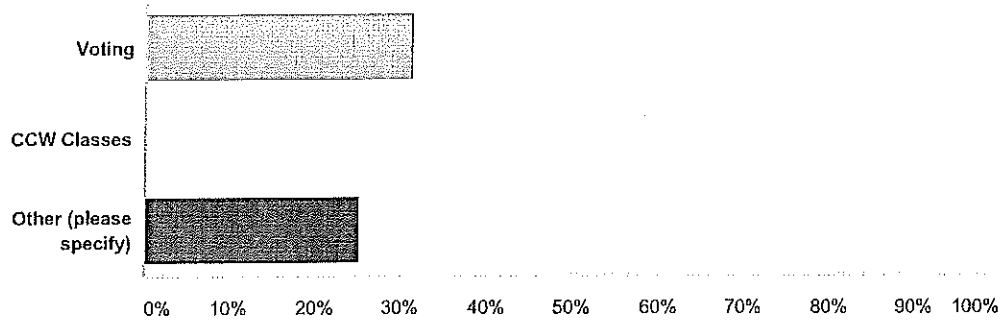 Voting
CCW Classes
Other (please
specify)
0% 10% 20% 30% 40% 50% 60% 70% 80% 90% 100%